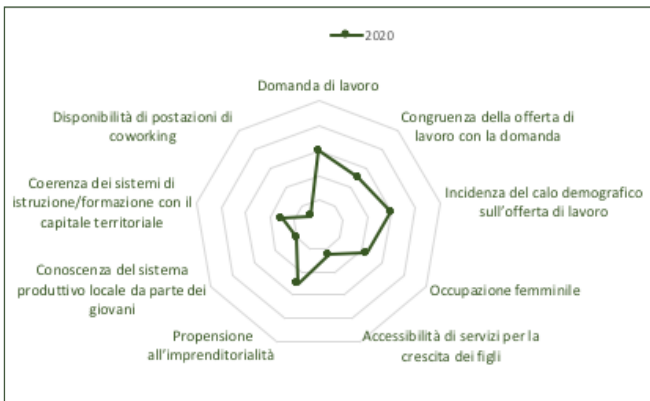 2020
Domanda di lavoro
Congruenza della offerta di
lavoro con la domanda
Incidenza del calo demografico
sull'offerta di lavoro
Occupazione femminile
Accessibilità di servizi per la
crescita dei figli
Propensione
all'imprenditorialità
Conoscenza del sistema
produttivo locale da parte dei
giovani
Coerenza dei sistemi di
istruzione/formazione con il
capitale territoriale
Disponibilità di postazioni di
coworking